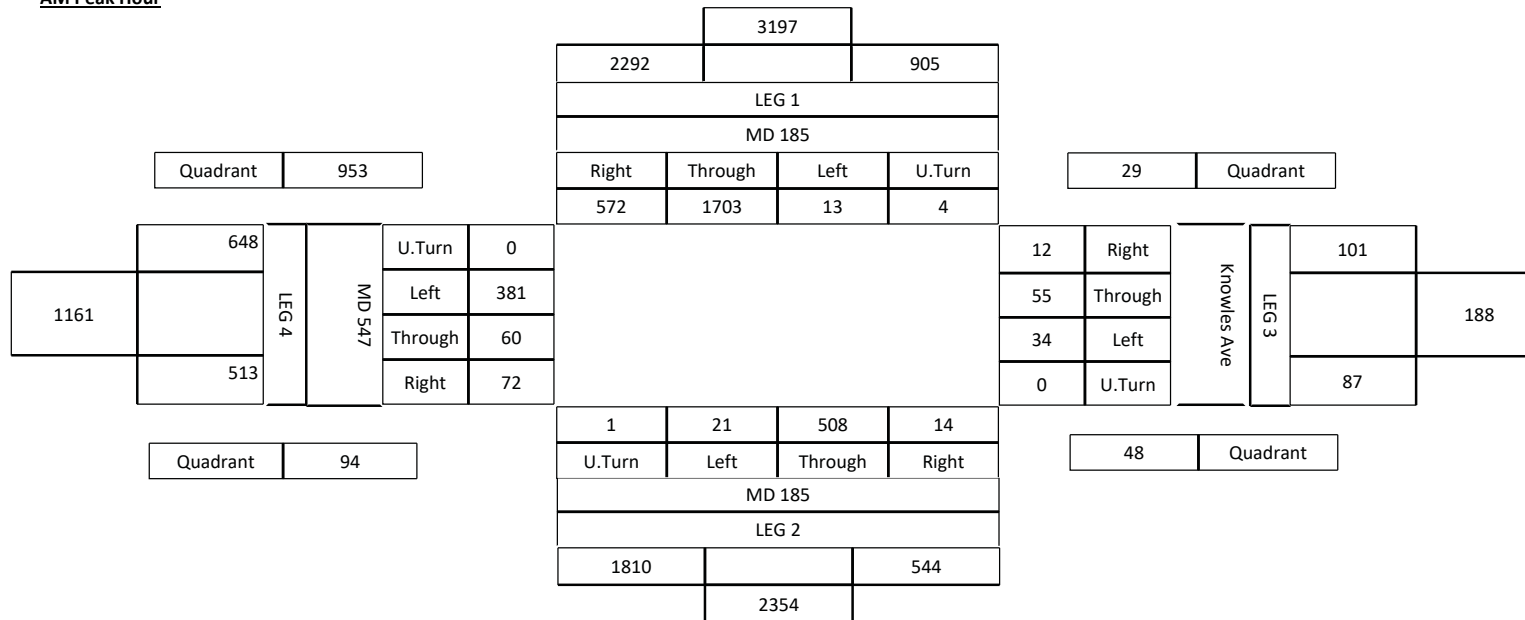 AM Peak Hour
3197
2292 905
LEG 1
MD 185
Quadrant 953
Right Through Left U.Turn
29 Quadrant
572 1703 13 4
648
U.Turn 0
12 Right
101
1161
LEG 4
MD 547
Left 381
55 Through
Knowles Ave
LEG 3
188
Through 60
34 Left
513
Right 72
0 U.Turn
87
1 21 508 14
Quadrant 94
U.Turn Left Through Right
48 Quadrant
MD 185
LEG 2
1810 544
2354